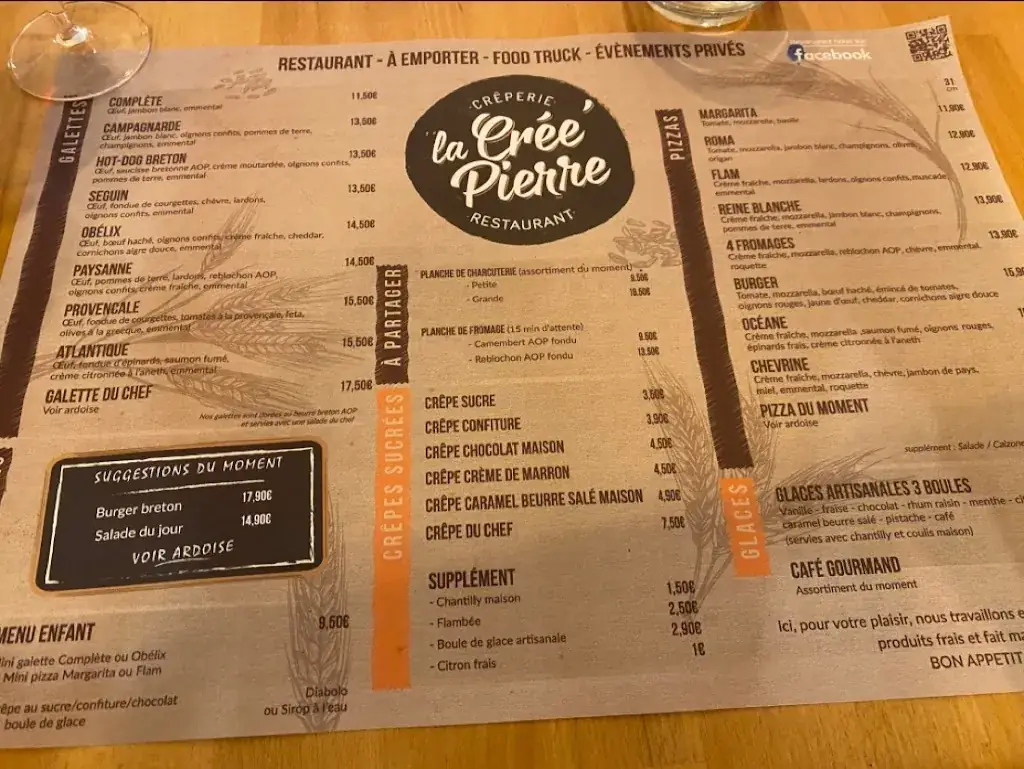 RESTAURANT - À EMPORTER - FOOD TRUCK - ÉVÈNEMENTS PRIVÉS
facebook
GALETTES
COMPLÈTE 11,50€
Œuf, jambon blanc, emmental
CAMPAGNARDE 13,50€
Œuf, jambon blanc, oignons confits, pommes de terre,
champignons, emmental
HOT-DOG BRETON 13,50€
Œuf, saucisse bretonne AOP, crème moutardée, oignons confits,
pommes de terre, emmental
SEGUIN 13,50€
Œuf, fondue de courgettes, chèvre, lardons,
oignons confits, emmental
OBÉLIX 14,50€
Œuf, bœuf haché, oignons confits, crème fraîche, cheddar,
cornichons aigre douce, emmental
PAYSANNE 14,50€
Œuf, pommes de terre, lardons, reblochon AOP,
oignons confits, crème fraîche, emmental
PROVENCALE 15,50€
Œuf, fondue de courgettes, tomates à la provençale, feta,
olives à la grecque, emmental
ATLANTIQUE 15,50€
Œuf, fondue d'épinards, saumon fumé,
crème citronnée à l'aneth, emmental
GALETTE DU CHEF 17,50€
Voir ardoise
Nos galettes sont dorées au beurre breton AOP
et servies avec une salade du chef
SUGGESTIONS DU MOMENT
Burger breton 17,90€
Salade du jour 14,90€
VOIR ARDOISE
MENU ENFANT 9,50€
ini galette Complète ou Obélix
Mini pizza Margarita ou Flam
êpe au sucre/confiture/chocolat
boule de glace
Diabolo
ou Sirop à l'eau
CRÊPERIE
la Crée'
Pierre
RESTAURANT
À PARTAGER
PLANCHE DE CHARCUTERIE (assortiment du moment)
- Petite 9.50€
- Grande 18.50€
PLANCHE DE FROMAGE (15 min d'attente)
- Camembert AOP fondu 9.50€
- Reblochon AOP fondu 13.50€
CRÊPES SUCRÉES
CRÊPE SUCRE 3,50€
CRÊPE CONFITURE 3,90€
CRÊPE CHOCOLAT MAISON 4,50€
CRÊPE CRÈME DE MARRON 4,50€
CRÊPE CARAMEL BEURRE SALÉ MAISON 4,90€
CRÊPE DU CHEF 7,50€
SUPPLÉMENT
- Chantilly maison 1,50€
- Flambée 2,50€
- Boule de glace artisanale 2,90€
- Citron frais 1€
PIZZAS
31
cm
MARGARITA 11,90€
Tomate, mozzarella, basilic
ROMA 12,90€
Tomate, mozzarella, jambon blanc, champignons, olives,
origan
FLAM 12,90€
Crème fraîche, mozzarella, lardons, oignons confits, muscade,
emmental
REINE BLANCHE 13,90€
Crème fraîche, mozzarella, jambon blanc, champignons,
pommes de terre, emmental
4 FROMAGES 13,90€
Crème fraîche, mozzarella, reblochon AOP, chèvre, emmental,
roquette
BURGER 15,
Tomate, mozzarella, bœuf haché, émincé de tomates,
oignons rouges, jaune d'œuf, cheddar, cornichons aigre douce
OCÉANE
Crème fraîche, mozzarella, saumon fumé, oignons rouges,
épinards frais, crème citronnée à l'aneth
CHEVRINE
Crème fraîche, mozzarella, chèvre, jambon de pays,
miel, emmental, roquette
PIZZA DU MOMENT
Voir ardoise
supplément : Salade / Calzone
GLACES
GLACES ARTISANALES 3 BOULES
Vanille - fraise - chocolat - rhum raisin - menthe - ci
caramel beurre salé - pistache - café
(servies avec chantilly et coulis maison)
CAFÉ GOURMAND
Assortiment du moment
Ici, pour votre plaisir, nous travaillons e
produits frais et fait ma
BON APPETIT